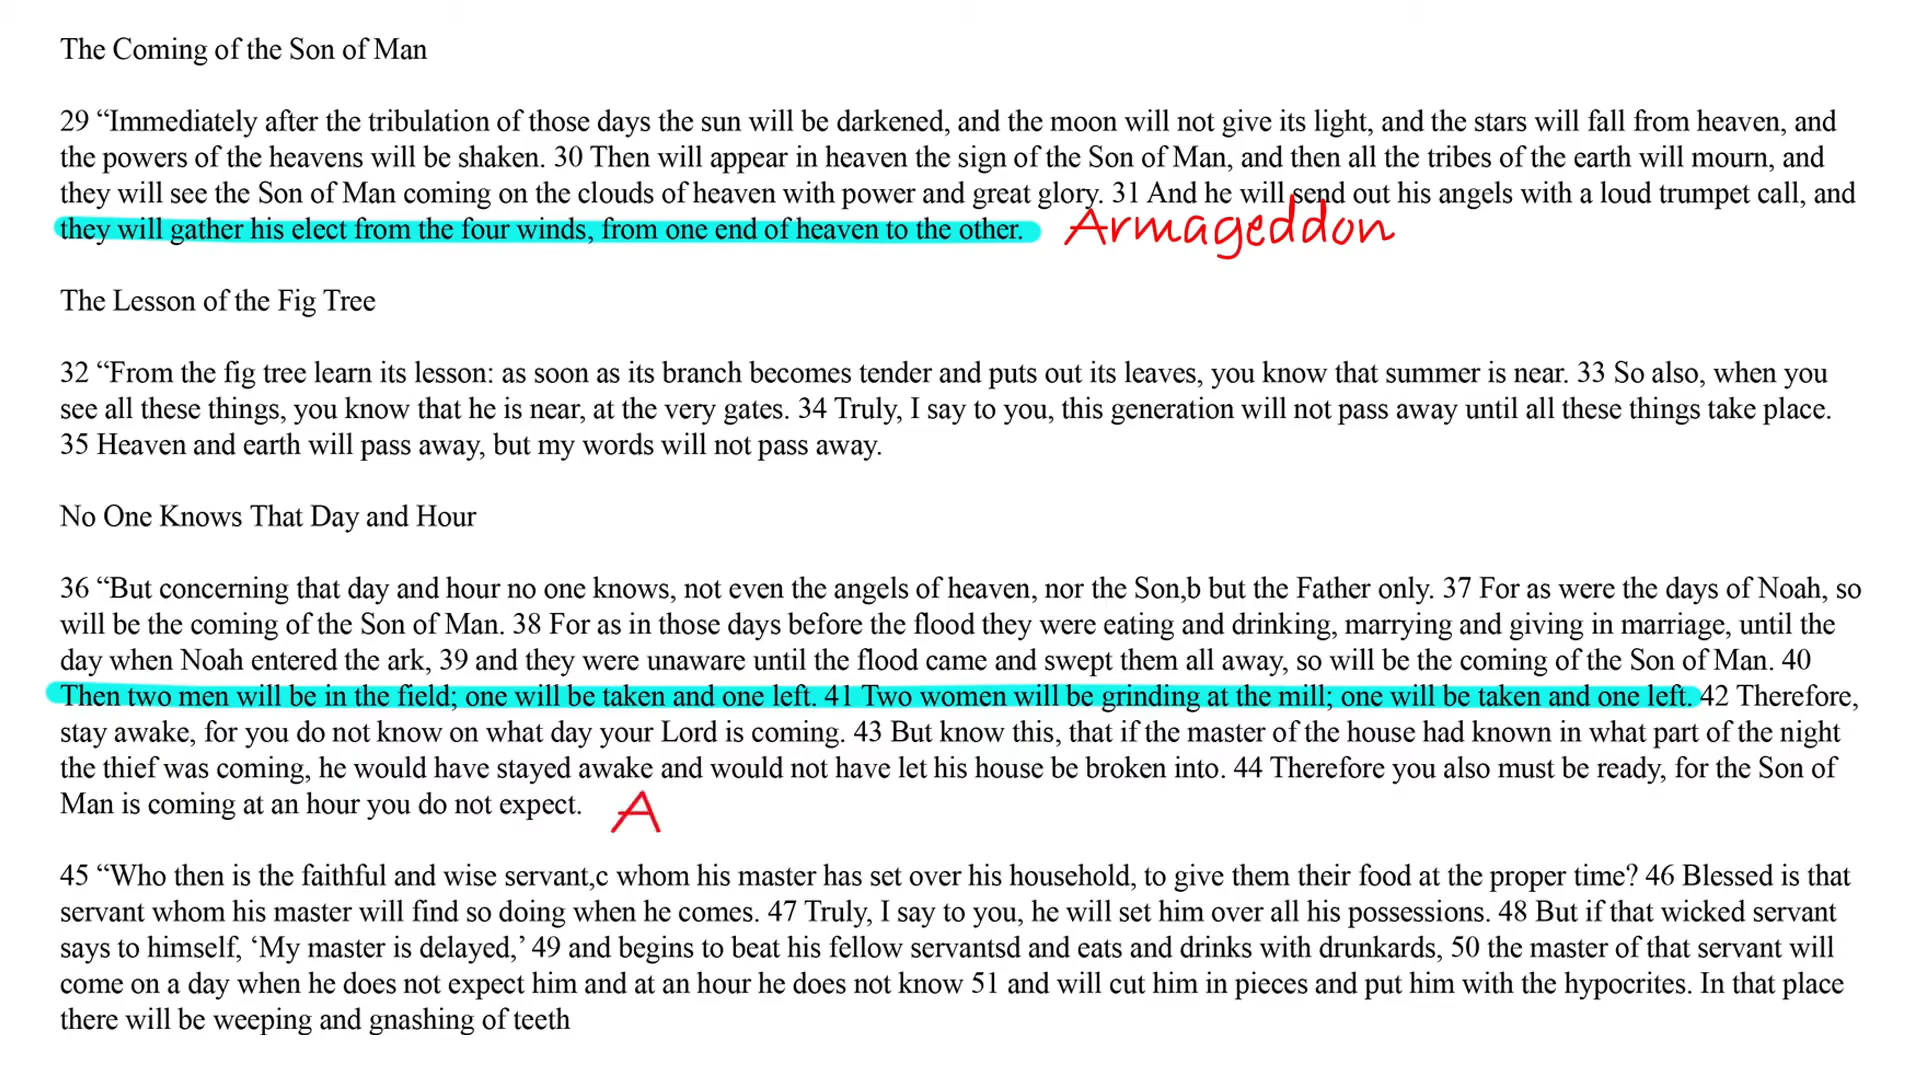 The Coming of the Son of Man
29 “Immediately after the tribulation of those days the sun will be darkened, and the moon will not give its light, and the stars will fall from heaven, and
the powers of the heavens will be shaken. 30 Then will appear in heaven the sign of the Son of Man, and then all the tribes of the earth will mourn, and
they will see the Son of Man coming on the clouds of heaven with power and great glory. 31 And he will send out his angels with a loud trumpet call, and
they will gather his elect from the four winds, from one end of heaven to the other. Armageddon
The Lesson of the Fig Tree
32 “From the fig tree learn its lesson: as soon as its branch becomes tender and puts out its leaves, you know that summer is near. 33 So also, when you
see all these things, you know that he is near, at the very gates. 34 Truly, I say to you, this generation will not pass away until all these things take place.
35 Heaven and earth will pass away, but my words will not pass away.
No One Knows That Day and Hour
36 “But concerning that day and hour no one knows, not even the angels of heaven, nor the Son,b but the Father only. 37 For as were the days of Noah, so
will be the coming of the Son of Man. 38 For as in those days before the flood they were eating and drinking, marrying and giving in marriage, until the
day when Noah entered the ark, 39 and they were unaware until the flood came and swept them all away, so will be the coming of the Son of Man. 40
Then two men will be in the field; one will be taken and one left. 41 Two women will be grinding at the mill; one will be taken and one left. 42 Therefore,
stay awake, for you do not know on what day your Lord is coming. 43 But know this, that if the master of the house had known in what part of the night
the thief was coming, he would have stayed awake and would not have let his house be broken into. 44 Therefore you also must be ready, for the Son of
Man is coming at an hour you do not expect. A
45 “Who then is the faithful and wise servant,c whom his master has set over his household, to give them their food at the proper time? 46 Blessed is that
servant whom his master will find so doing when he comes. 47 Truly, I say to you, he will set him over all his possessions. 48 But if that wicked servant
says to himself, ‘My master is delayed,’ 49 and begins to beat his fellow servantsd and eats and drinks with drunkards, 50 the master of that servant will
come on a day when he does not expect him and at an hour he does not know 51 and will cut him in pieces and put him with the hypocrites. In that place
there will be weeping and gnashing of teeth